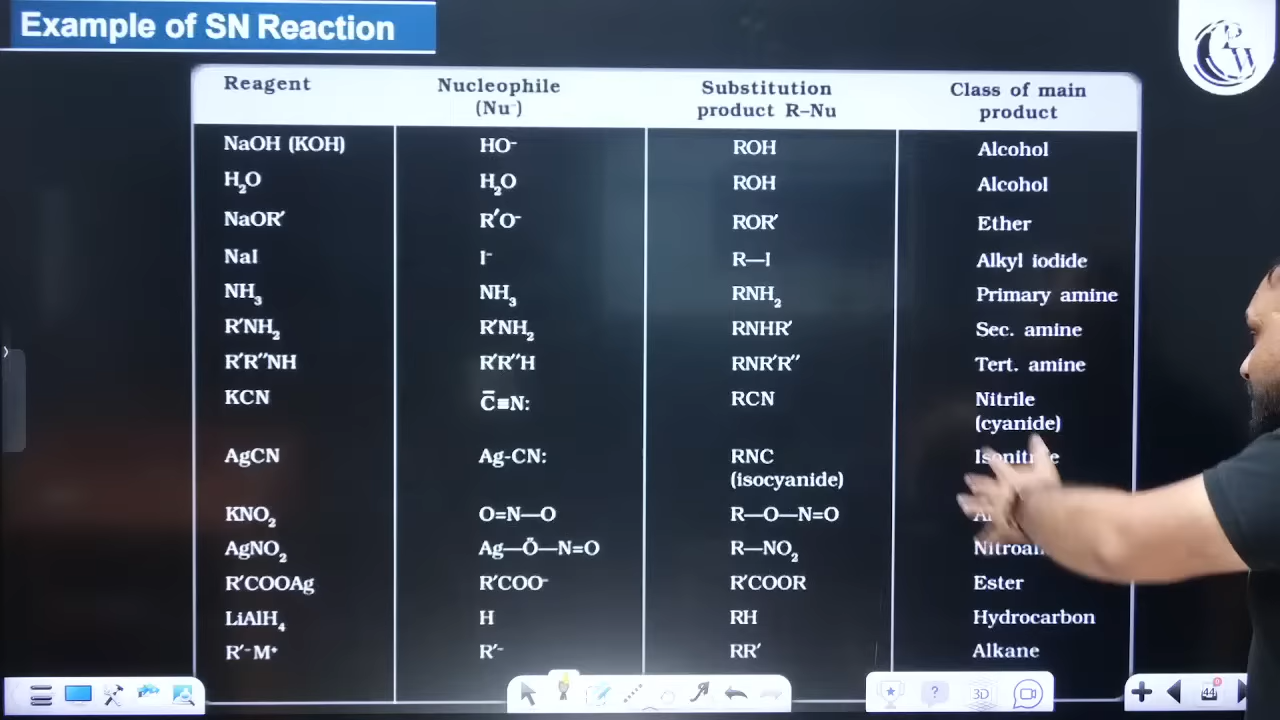 Example of SN Reaction
Reagent Nucleophile (Nu⁻) Substitution product R–Nu Class of main product
NaOH (KOH) HO⁻ ROH Alcohol
H₂O H₂O ROH Alcohol
NaOR′ R′O⁻ ROR′ Ether
NaI I⁻ R—I Alkyl iodide
NH₃ NH₃ RNH₂ Primary amine
R′NH₂ R′NH₂ RNHR′ Sec. amine
R′R″NH R′R″H RNR′R″ Tert. amine
KCN C̅≡N: RCN Nitrile
(cyanide)
AgCN Ag-CN: RNC
(isocyanide)
KNO₂ O=N—O R—O—N=O
AgNO₂ Ag—Ö—N=O R—NO₂
R′COOAg R′COO⁻ R′COOR Ester
LiAlH₄ H RH Hydrocarbon
R′⁻M⁺ R′⁻ RR′ Alkane
3D
44